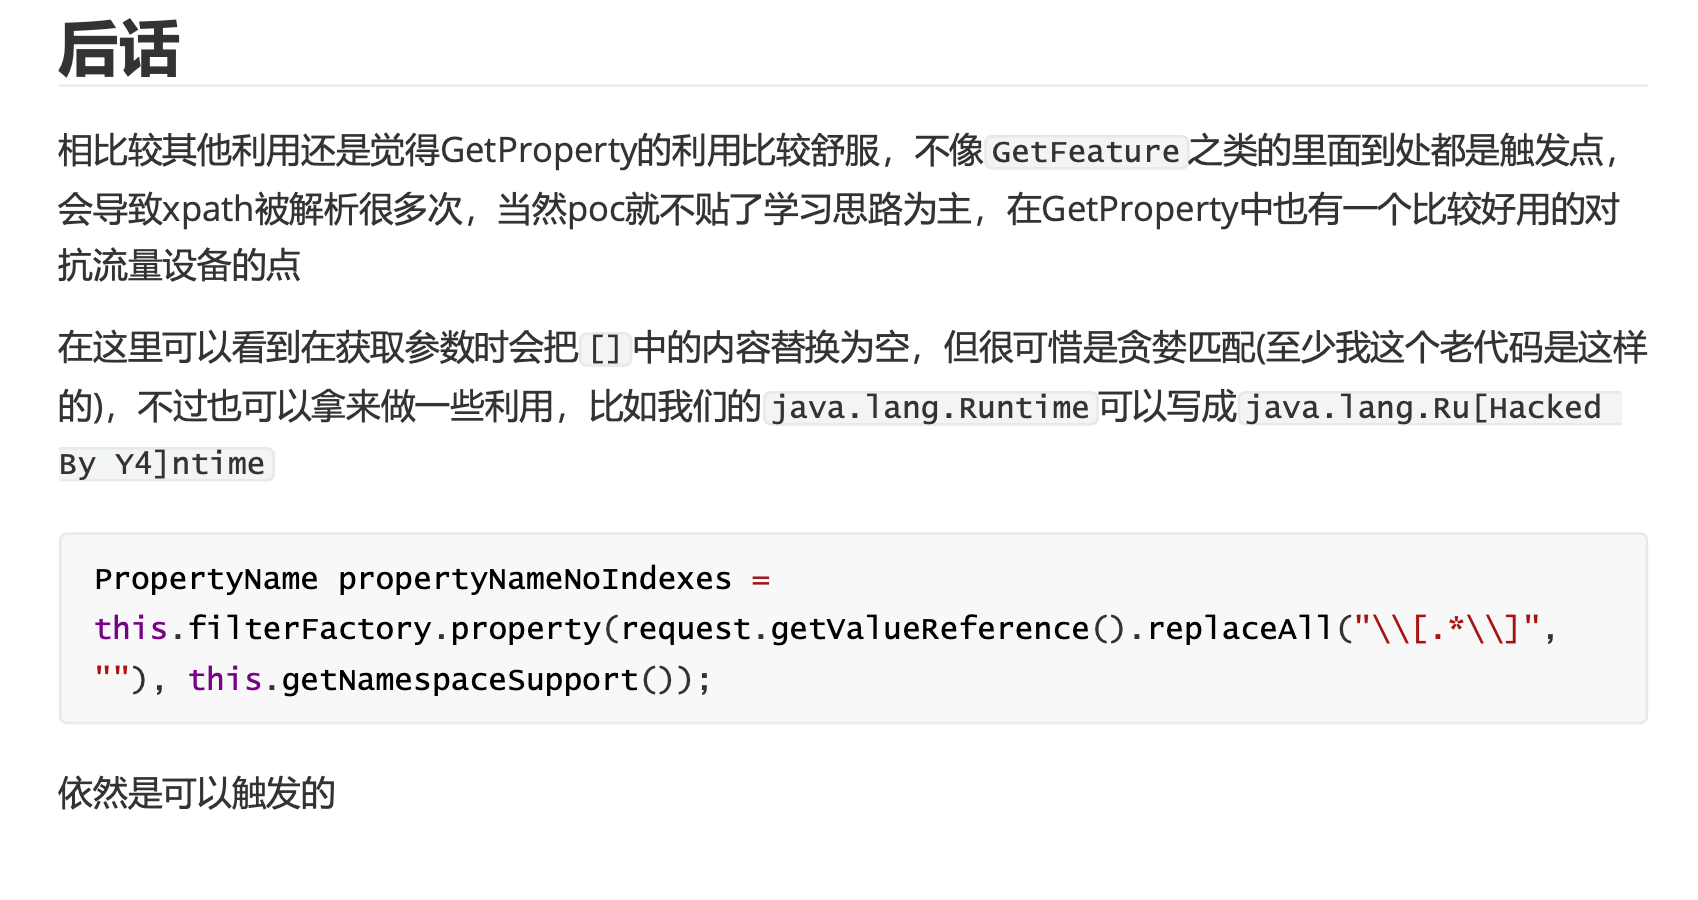 后话
相比较其他利用还是觉得GetProperty的利用比较舒服，不像GetFeature之类的里面到处都是触发点，
会导致xpath被解析很多次，当然poc就不贴了学习思路为主，在GetProperty中也有一个比较好用的对
抗流量设备的点
在这里可以看到在获取参数时会把[]中的内容替换为空，但很可惜是贪婪匹配(至少我这个老代码是这样
的)，不过也可以拿来做一些利用，比如我们的java.lang.Runtime可以写成java.lang.Ru[Hacked
By Y4]ntime
PropertyName propertyNameNoIndexes =
this.filterFactory.property(request.getValueReference().replaceAll("\\[.*\\]",
""), this.getNamespaceSupport());
依然是可以触发的